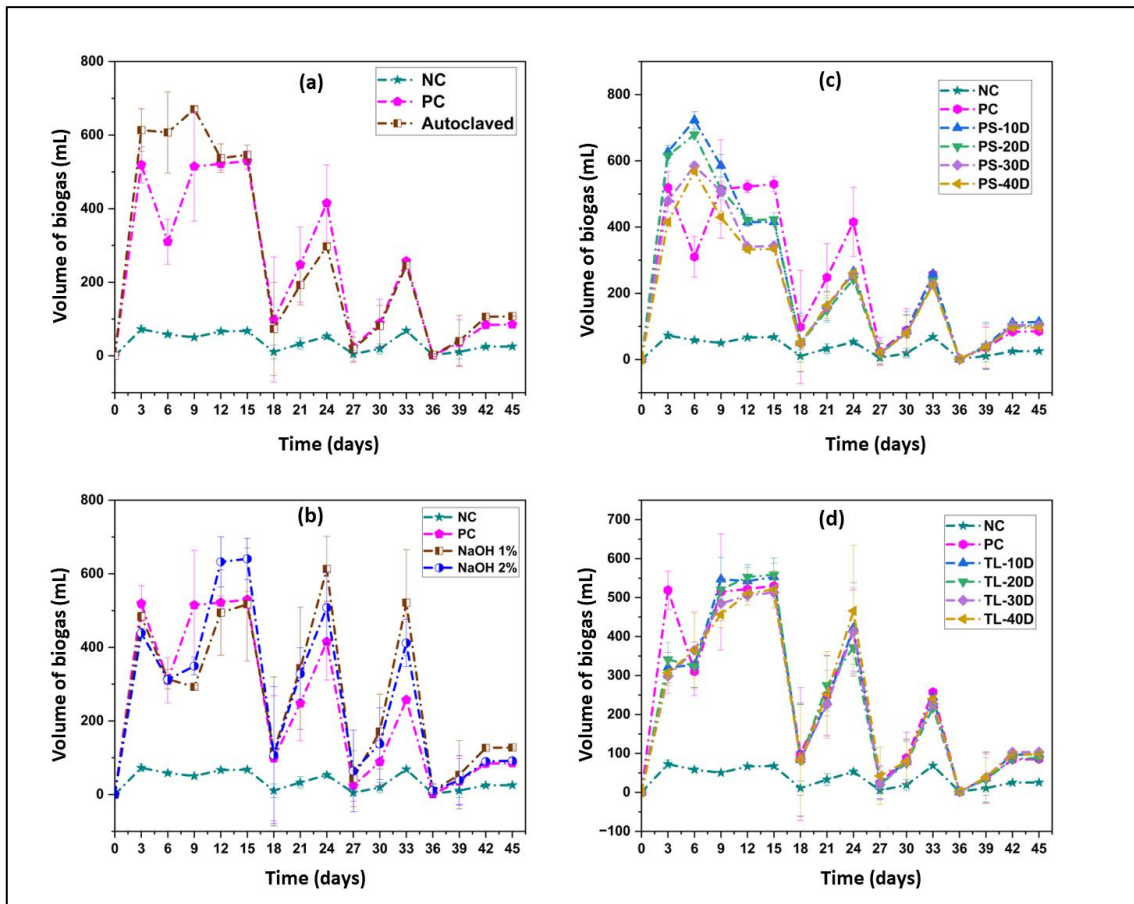 (a)
NC
PC
Autoclaved
800
600
400
200
0
Volume of biogas (mL)
0 3 6 9 12 15 18 21 24 27 30 33 36 39 42 45
Time (days)
(c)
NC
PC
PS-10D
PS-20D
PS-30D
PS-40D
800
600
400
200
0
Volume of biogas (mL)
0 3 6 9 12 15 18 21 24 27 30 33 36 39 42 45
Time (days)
(b)
NC
PC
NaOH 1%
NaOH 2%
800
600
400
200
0
Volume of biogas (mL)
0 3 6 9 12 15 18 21 24 27 30 33 36 39 42 45
Time (days)
(d)
NC
PC
TL-10D
TL-20D
TL-30D
TL-40D
700
600
500
400
300
200
100
0
−100
Volume of biogas (mL)
0 3 6 9 12 15 18 21 24 27 30 33 36 39 42 45
Time (days)